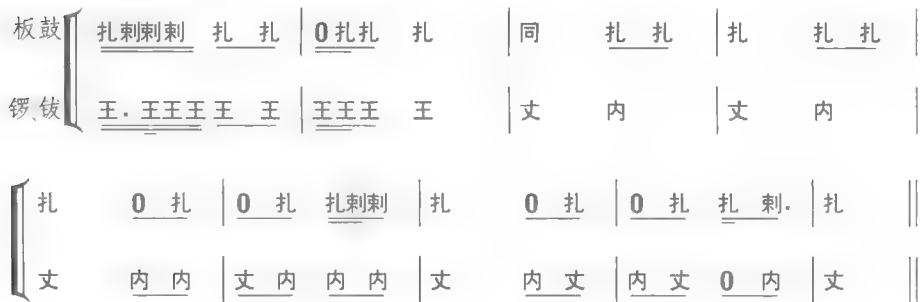 板鼓 扎刺刺刺 扎 扎 | 0扎扎 扎 | 同 扎 扎 | 扎 扎 扎 |
锣、钹 王.王王王王 王 | 王王王 王 | 丈 内 | 丈 内 |
扎 0 扎 | 0 扎 扎刺刺 | 扎 0 扎 | 0 扎 扎 刺. | 扎 ‖
丈 内 内 | 丈 内 内 内 | 丈 内 丈 | 内 丈 0 内 | 丈 ‖